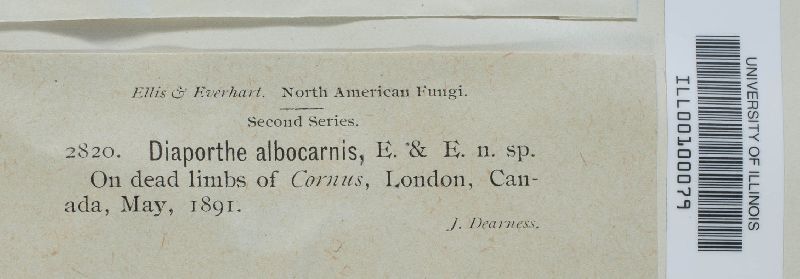 Ellis & Everhart. North American Fungi.
Second Series.
2820. Diaporthe albocarnis, E. & E. n. sp.
On dead limbs of Cornus, London, Can-
ada, May, 1891.
J. Dearness.
UNIVERSITY OF ILLINOIS
ILL00100079